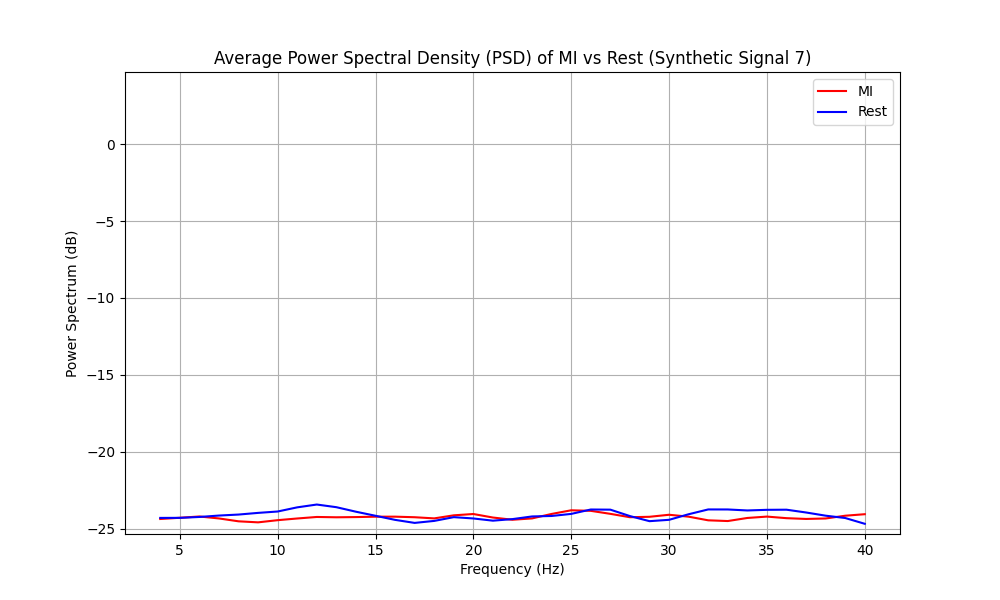 Average Power Spectral Density (PSD) of MI vs Rest (Synthetic Signal 7)
MI
Rest
Power Spectrum (dB)
0
−5
−10
−15
−20
−25
5 10 15 20 25 30 35 40
Frequency (Hz)